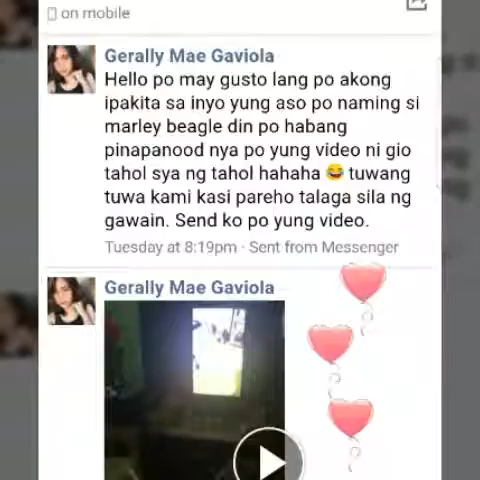 on mobile
Gerally Mae Gaviola
Hello po may gusto lang po akong
ipakita sa inyo yung aso po naming si
marley beagle din po habang
pinapanood nya po yung video ni gio
tahol sya ng tahol hahaha 😂 tuwang
tuwa kami kasi pareho talaga sila ng
gawain. Send ko po yung video.
Tuesday at 8:19pm · Sent from Messenger
Gerally Mae Gaviola